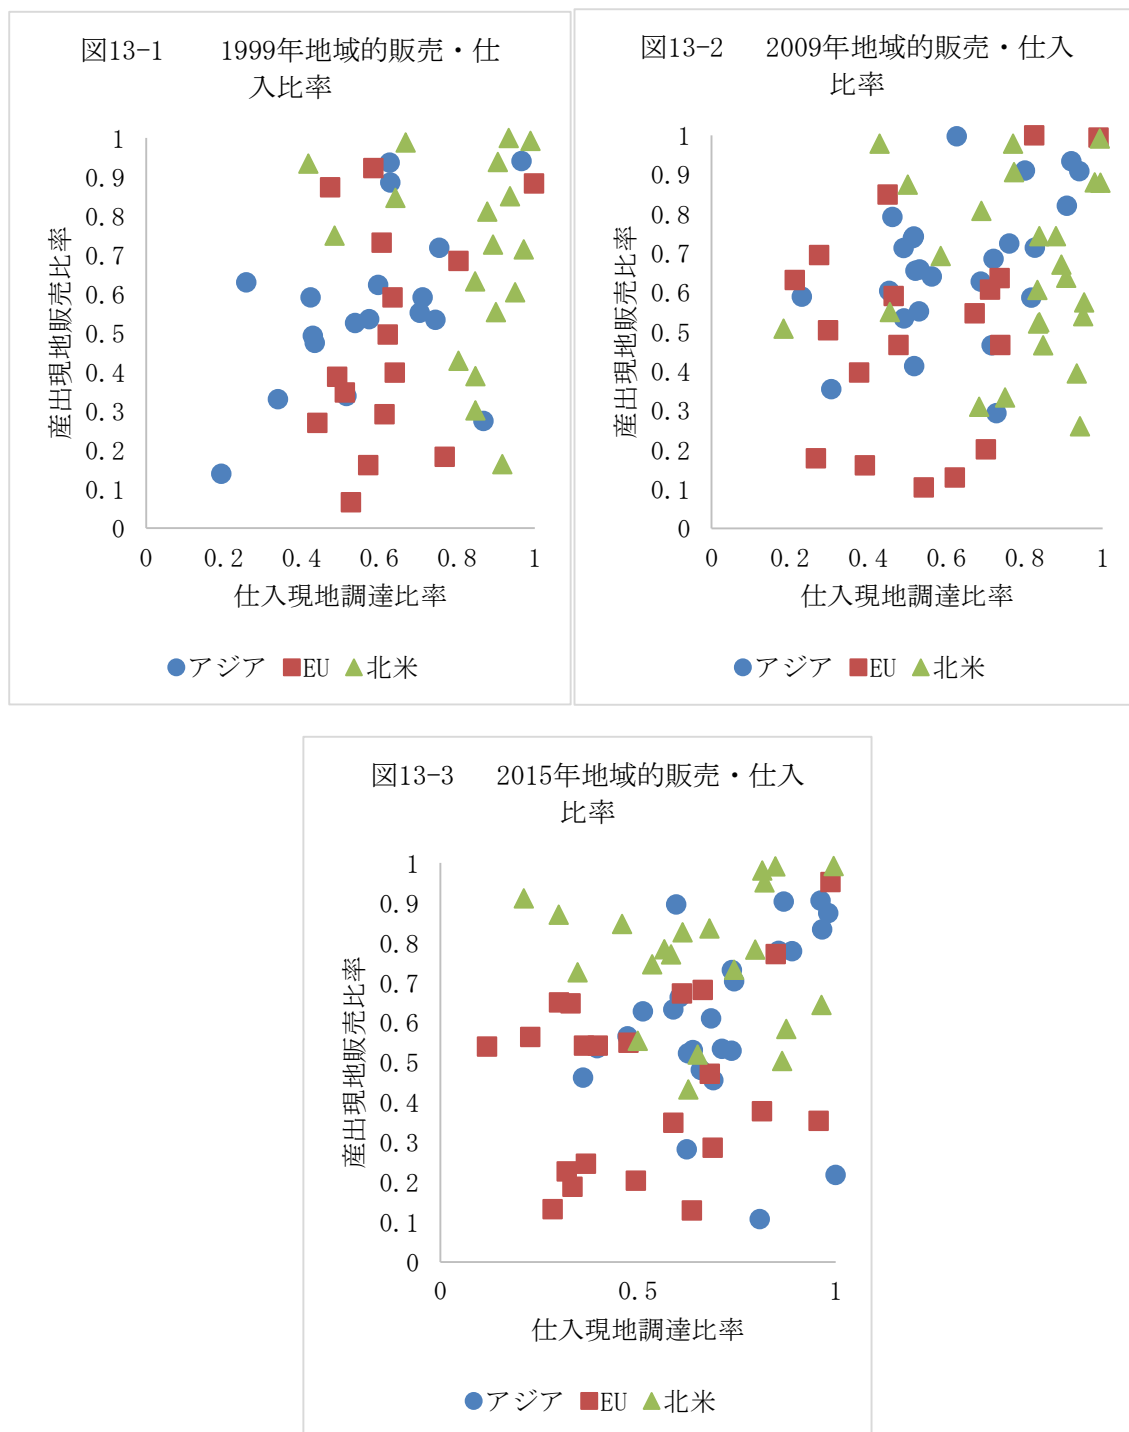 図13-1 1999年地域的販売・仕
入比率
産出現地販売比率
1
0.9
0.8
0.7
0.6
0.5
0.4
0.3
0.2
0.1
0
0 0.2 0.4 0.6 0.8 1
仕入現地調達比率
アジア EU 北米
図13-2 2009年地域的販売・仕入
比率
産出現地販売比率
1
0.9
0.8
0.7
0.6
0.5
0.4
0.3
0.2
0.1
0
0 0.2 0.4 0.6 0.8 1
仕入現地調達比率
アジア EU 北米
図13-3 2015年地域的販売・仕入
比率
産出現地販売比率
1
0.9
0.8
0.7
0.6
0.5
0.4
0.3
0.2
0.1
0
0 0.5 1
仕入現地調達比率
アジア EU 北米